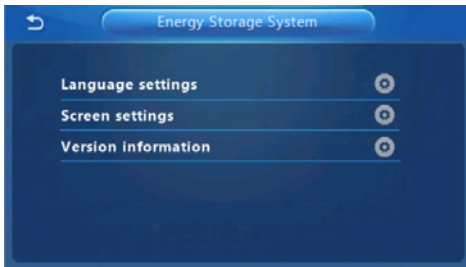 Energy Storage System
Language settings
Screen settings
Version information